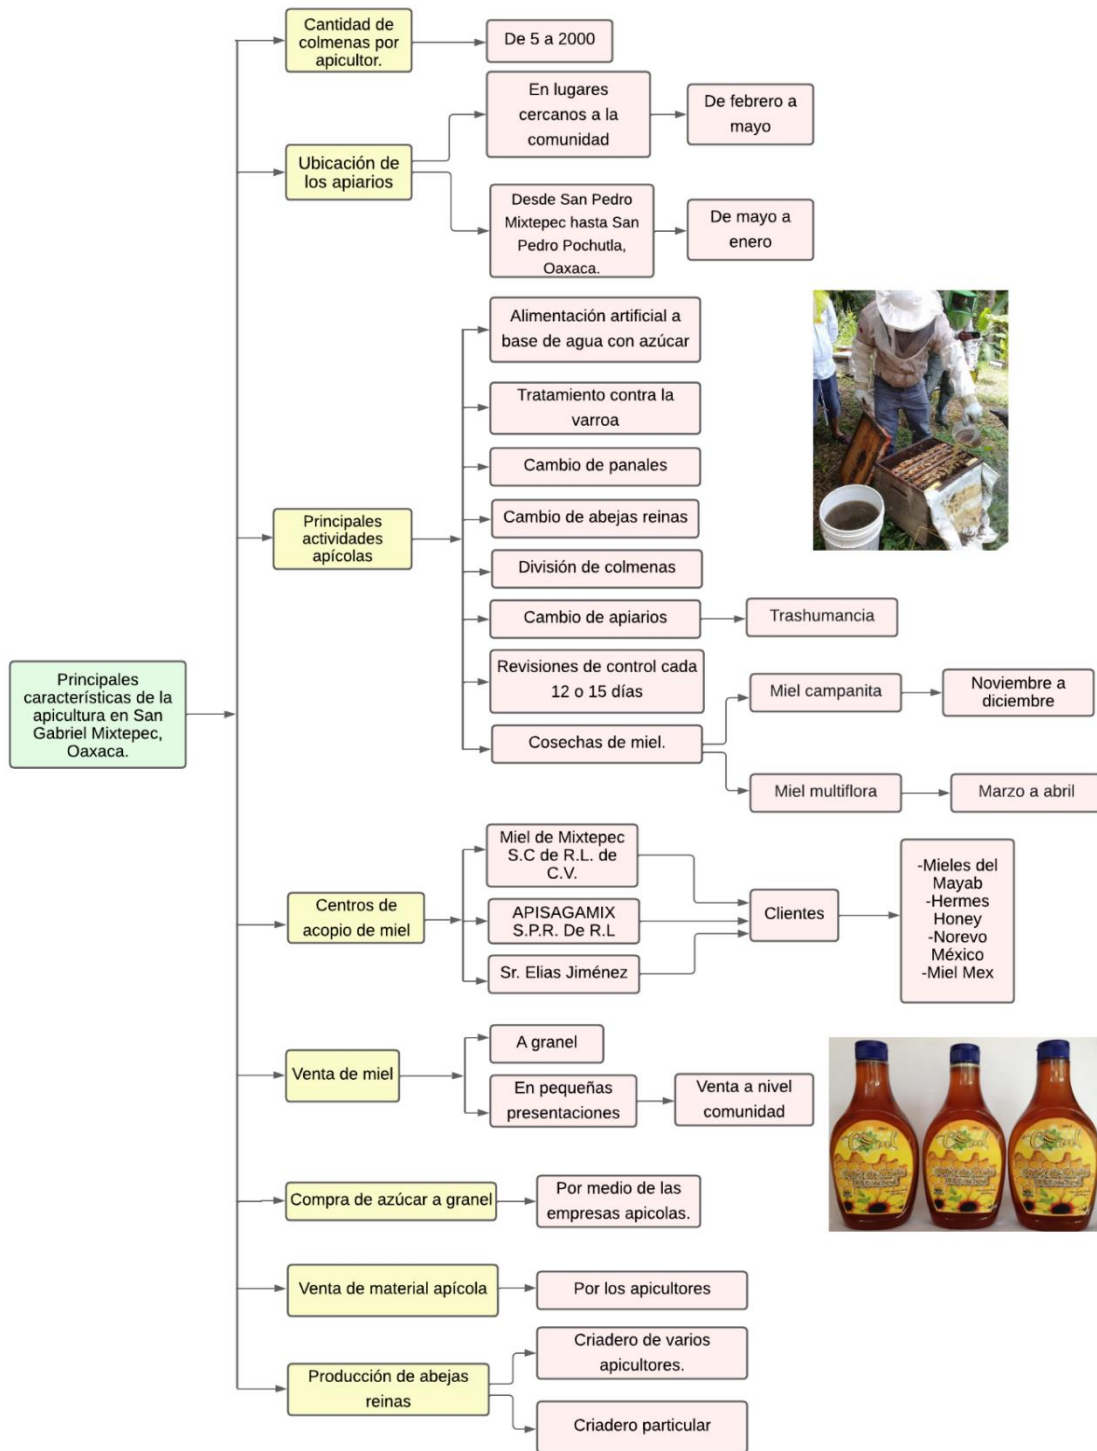 Cantidad de
colmenas por
apicultor.
De 5 a 2000
Ubicación de
los apiarios
En lugares
cercanos a la
comunidad
De febrero a
mayo
Desde San Pedro
Mixtepec hasta San
Pedro Pochutla,
Oaxaca.
De mayo a
enero
Principales
actividades
apícolas
Alimentación artificial a
base de agua con azúcar
Tratamiento contra la
varroa
Cambio de panales
Cambio de abejas reinas
División de colmenas
Cambio de apiarios
Trashumancia
Revisiones de control cada
12 o 15 días
Cosechas de miel.
Miel campanita
Noviembre a
diciembre
Miel multiflora
Marzo a abril
Principales
características de la
apicultura en San
Gabriel Mixtepec,
Oaxaca.
Centros de
acopio de miel
Miel de Mixtepec
S.C de R.L. de
C.V.
APISAGAMIX
S.P.R. De R.L
Sr. Elias Jiménez
Clientes
-Mieles del
Mayab
-Hermes
Honey
-Norevo
México
-Miel Mex
Venta de miel
A granel
En pequeñas
presentaciones
Venta a nivel
comunidad
Compra de azúcar a granel
Por medio de las
empresas apicolas.
Venta de material apícola
Por los apicultores
Producción de abejas
reinas
Criadero de varios
apicultores.
Criadero particular